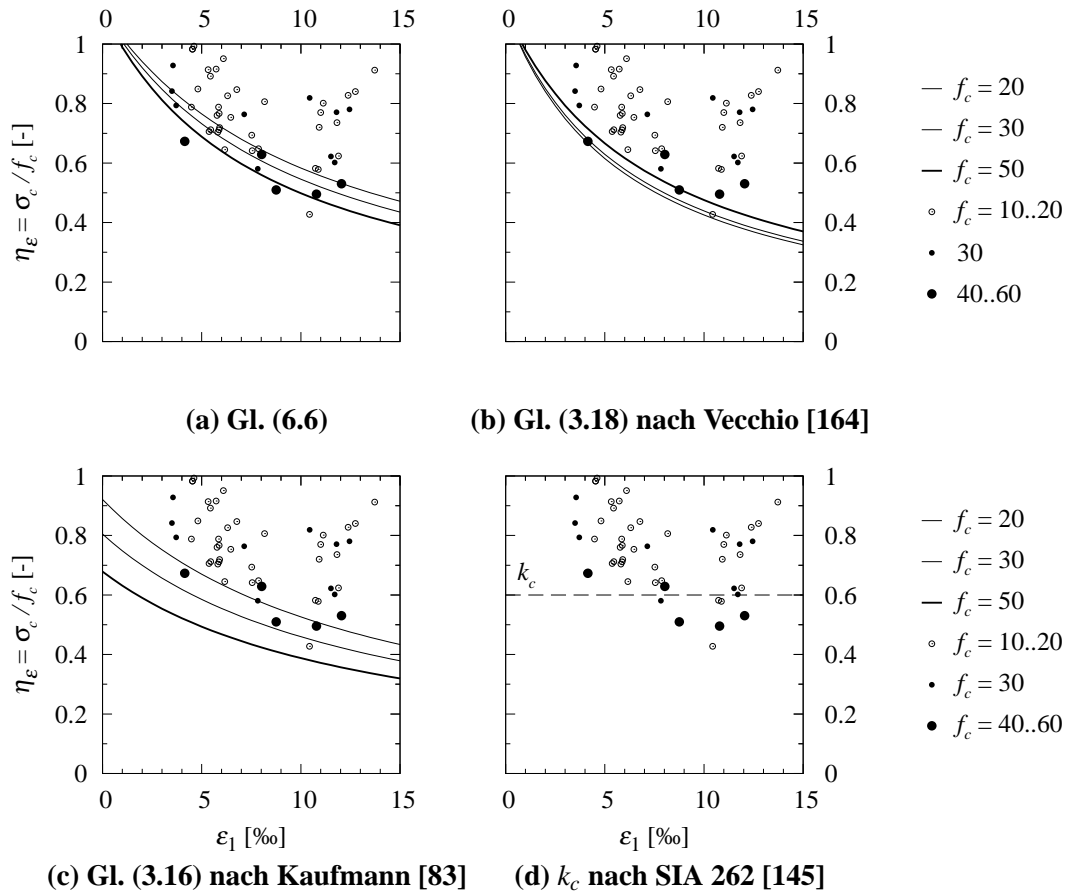 0 5 10 15 0 5 10 15
1
0.8
0.6
0.4
0.2
0
η_ε = σ_c / f_c [-]
1
0.8
0.6
0.4
0.2
0
f_c = 20
f_c = 30
f_c = 50
f_c = 10..20
30
40..60
(a) Gl. (6.6)
(b) Gl. (3.18) nach Vecchio [164]
1
0.8
0.6
0.4
0.2
0
η_ε = σ_c / f_c [-]
k_c
1
0.8
0.6
0.4
0.2
0
f_c = 20
f_c = 30
f_c = 50
f_c = 10..20
f_c = 30
f_c = 40..60
0 5 10 15 0 5 10 15
ε_1 [‰] ε_1 [‰]
(c) Gl. (3.16) nach Kaufmann [83]
(d) k_c nach SIA 262 [145]